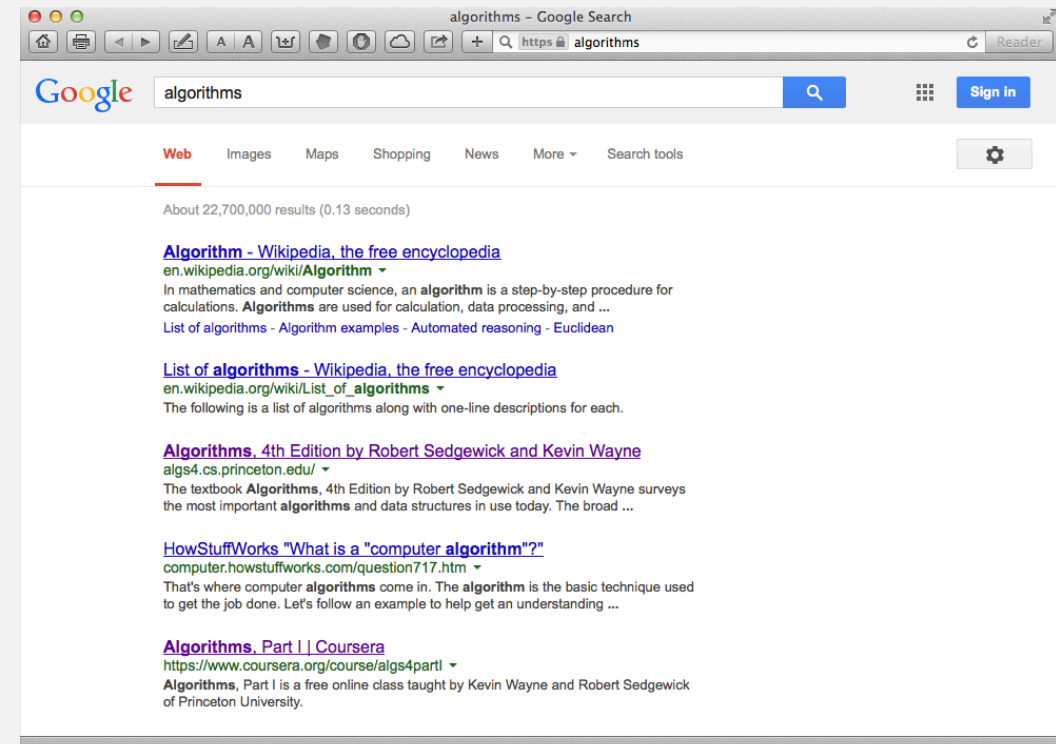 algorithms – Google Search
A A + https algorithms Reader
Google algorithms Sign in
Web Images Maps Shopping News More Search tools
About 22,700,000 results (0.13 seconds)
Algorithm - Wikipedia, the free encyclopedia
en.wikipedia.org/wiki/Algorithm
In mathematics and computer science, an algorithm is a step-by-step procedure for
calculations. Algorithms are used for calculation, data processing, and ...
List of algorithms - Algorithm examples - Automated reasoning - Euclidean
List of algorithms - Wikipedia, the free encyclopedia
en.wikipedia.org/wiki/List_of_algorithms
The following is a list of algorithms along with one-line descriptions for each.
Algorithms, 4th Edition by Robert Sedgewick and Kevin Wayne
algs4.cs.princeton.edu/
The textbook Algorithms, 4th Edition by Robert Sedgewick and Kevin Wayne surveys
the most important algorithms and data structures in use today. The broad ...
HowStuffWorks "What is a "computer algorithm"?"
computer.howstuffworks.com/question717.htm
That's where computer algorithms come in. The algorithm is the basic technique used
to get the job done. Let's follow an example to help get an understanding ...
Algorithms, Part I | Coursera
https://www.coursera.org/course/algs4partI
Algorithms, Part I is a free online class taught by Kevin Wayne and Robert Sedgewick
of Princeton University.